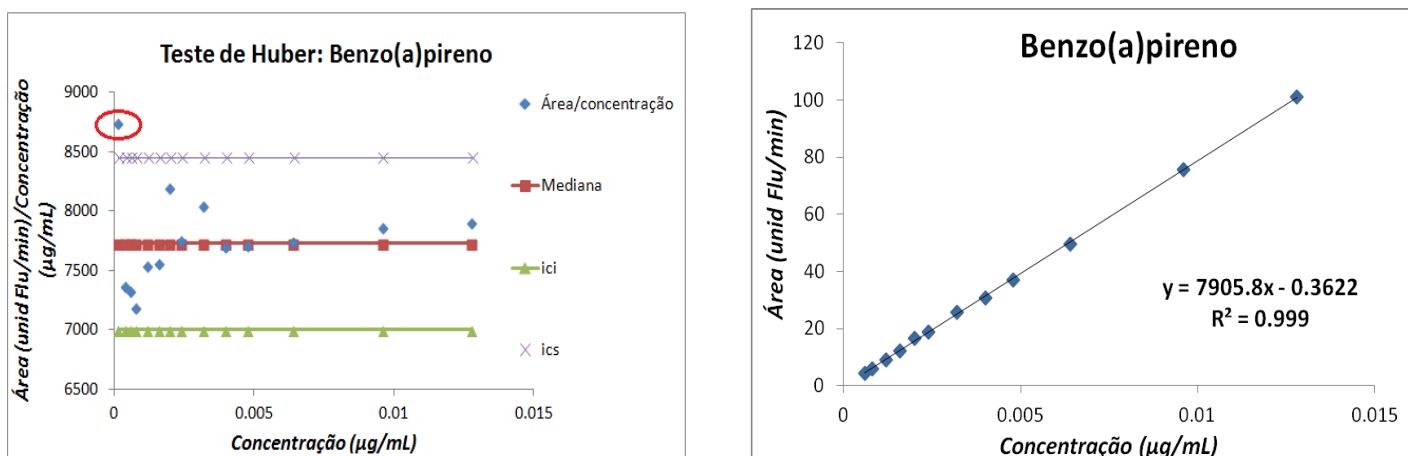 Teste de Huber: Benzo(a)pireno
Área (unid Flu/min)/Concentração
(µg/mL)
9000
8500
8000
7500
7000
6500
0
0.005
0.01
0.015
Concentração (µg/mL)
Área/concentração
Mediana
ici
ics
Benzo(a)pireno
Área (unid Flu/min)
120
100
80
60
40
20
0
0
0.005
0.01
0.015
y = 7905.8x - 0.3622
R² = 0.999
Concentração (µg/mL)